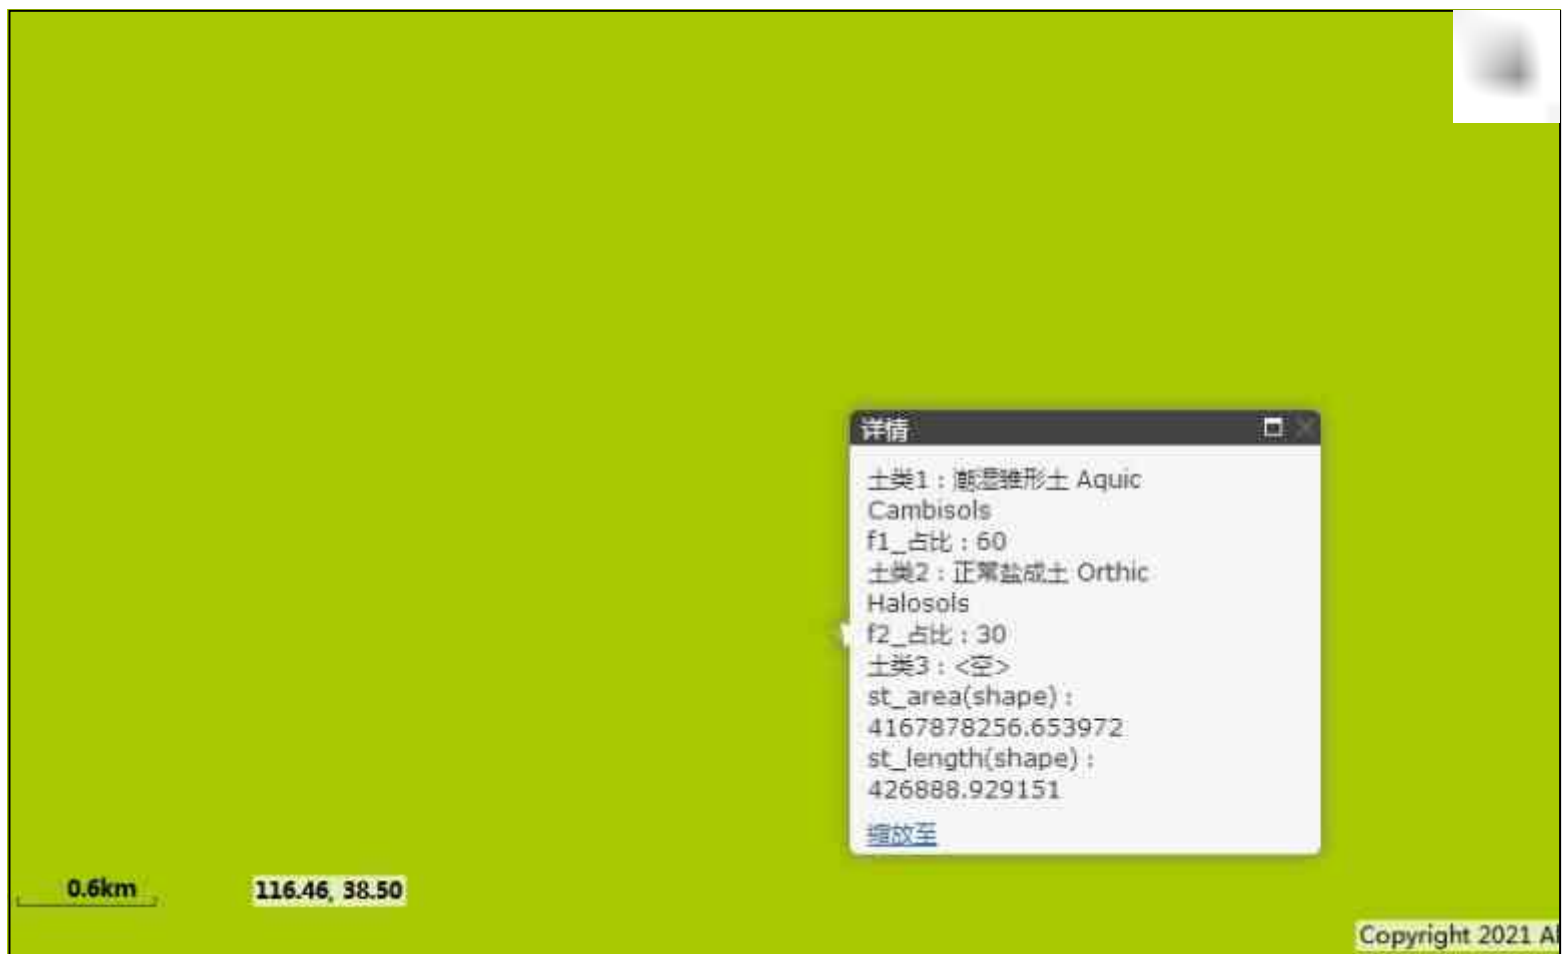 详情
土类1：潮湿雏形土 Aquic
Cambisols
f1_占比：60
土类2：正常盐成土 Orthic
Halosols
f2_占比：30
土类3：<空>
st_area(shape)：
4167878256.653972
st_length(shape)：
426888.929151
缩放至
0.6km
116.46, 38.50
Copyright 2021